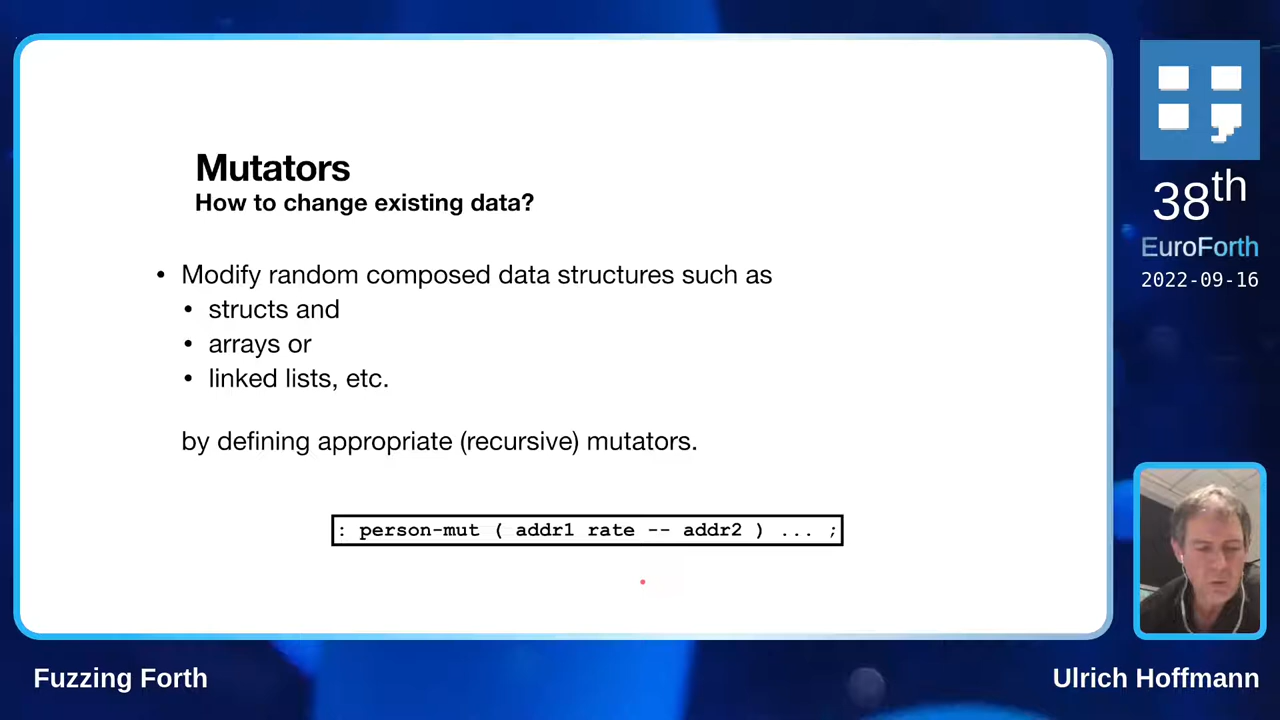 Mutators
How to change existing data?
• Modify random composed data structures such as
• structs and
• arrays or
• linked lists, etc.
by defining appropriate (recursive) mutators.
: person-mut ( addr1 rate -- addr2 ) ... ;
38th
EuroForth
2022-09-16
Fuzzing Forth
Ulrich Hoffmann